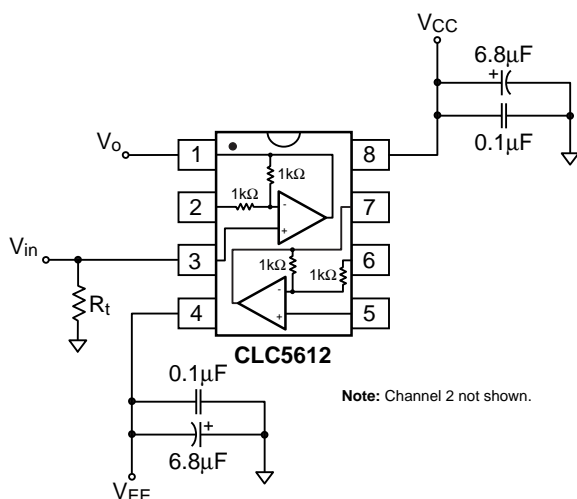 VCC
6.8µF
+
0.1µF
Vo
1
8
1kΩ
2
1kΩ
-
7
+
Vin
3
1kΩ
1kΩ
6
Rt
-
4
+
5
CLC5612
0.1µF
Note: Channel 2 not shown.
+
6.8µF
VEE